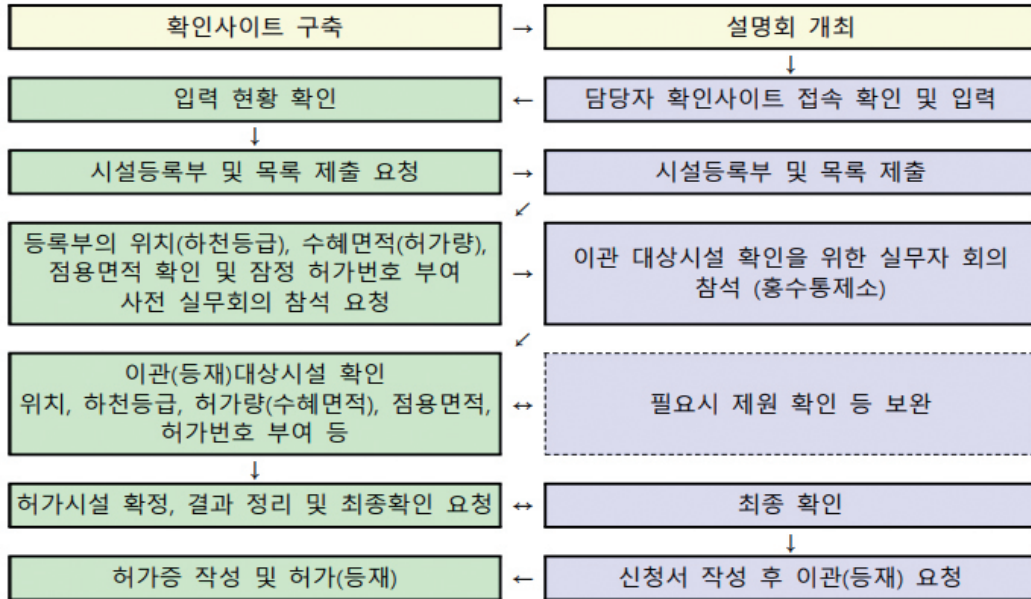 확인사이트 구축 → 설명회 개최
↓
입력 현황 확인 ← 담당자 확인사이트 접속 확인 및 입력
↓
시설등록부 및 목록 제출 요청 → 시설등록부 및 목록 제출
↙
등록부의 위치(하천등급), 수혜면적(허가량),
점용면적 확인 및 잠정 허가번호 부여
사전 실무회의 참석 요청
→
이관 대상시설 확인을 위한 실무자 회의
참석 (홍수통제소)
↙
이관(등재)대상시설 확인
위치, 하천등급, 허가량(수혜면적), 점용면적,
허가번호 부여 등
↔
필요시 제원 확인 등 보완
↓
허가시설 확정, 결과 정리 및 최종확인 요청 ↔ 최종 확인
↓
허가증 작성 및 허가(등재) ← 신청서 작성 후 이관(등재) 요청